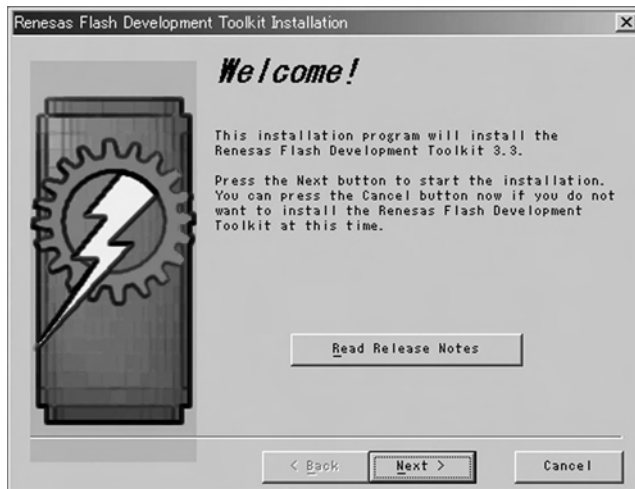 Renesas Flash Development Toolkit Installation
Welcome!
This installation program will install the
Renesas Flash Development Toolkit 3.3.
Press the Next button to start the installation.
You can press the Cancel button now if you do not
want to install the Renesas Flash Development
Toolkit at this time.
Read Release Notes
< Back
Next >
Cancel